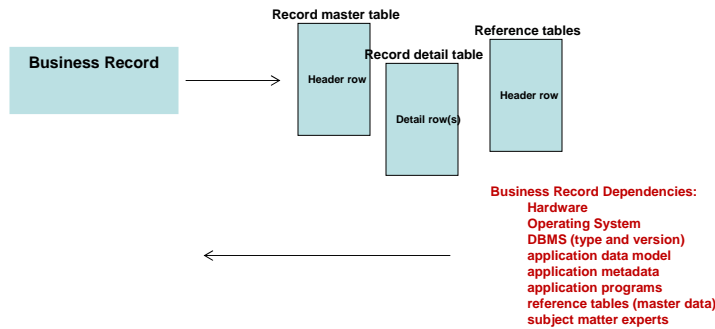 Record master table
Reference tables
Record detail table
Business Record
Header row
Header row
Detail row(s)
Business Record Dependencies:
Hardware
Operating System
DBMS (type and version)
application data model
application metadata
application programs
reference tables (master data)
subject matter experts